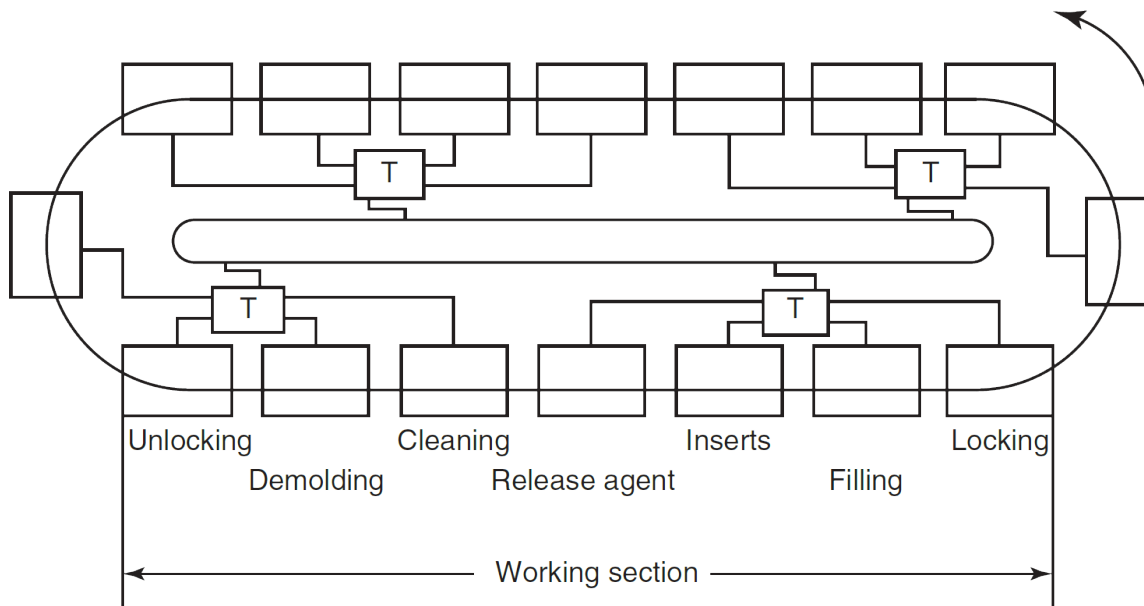 T
T
T
T
Unlocking
Cleaning
Inserts
Locking
Demolding
Release agent
Filling
Working section